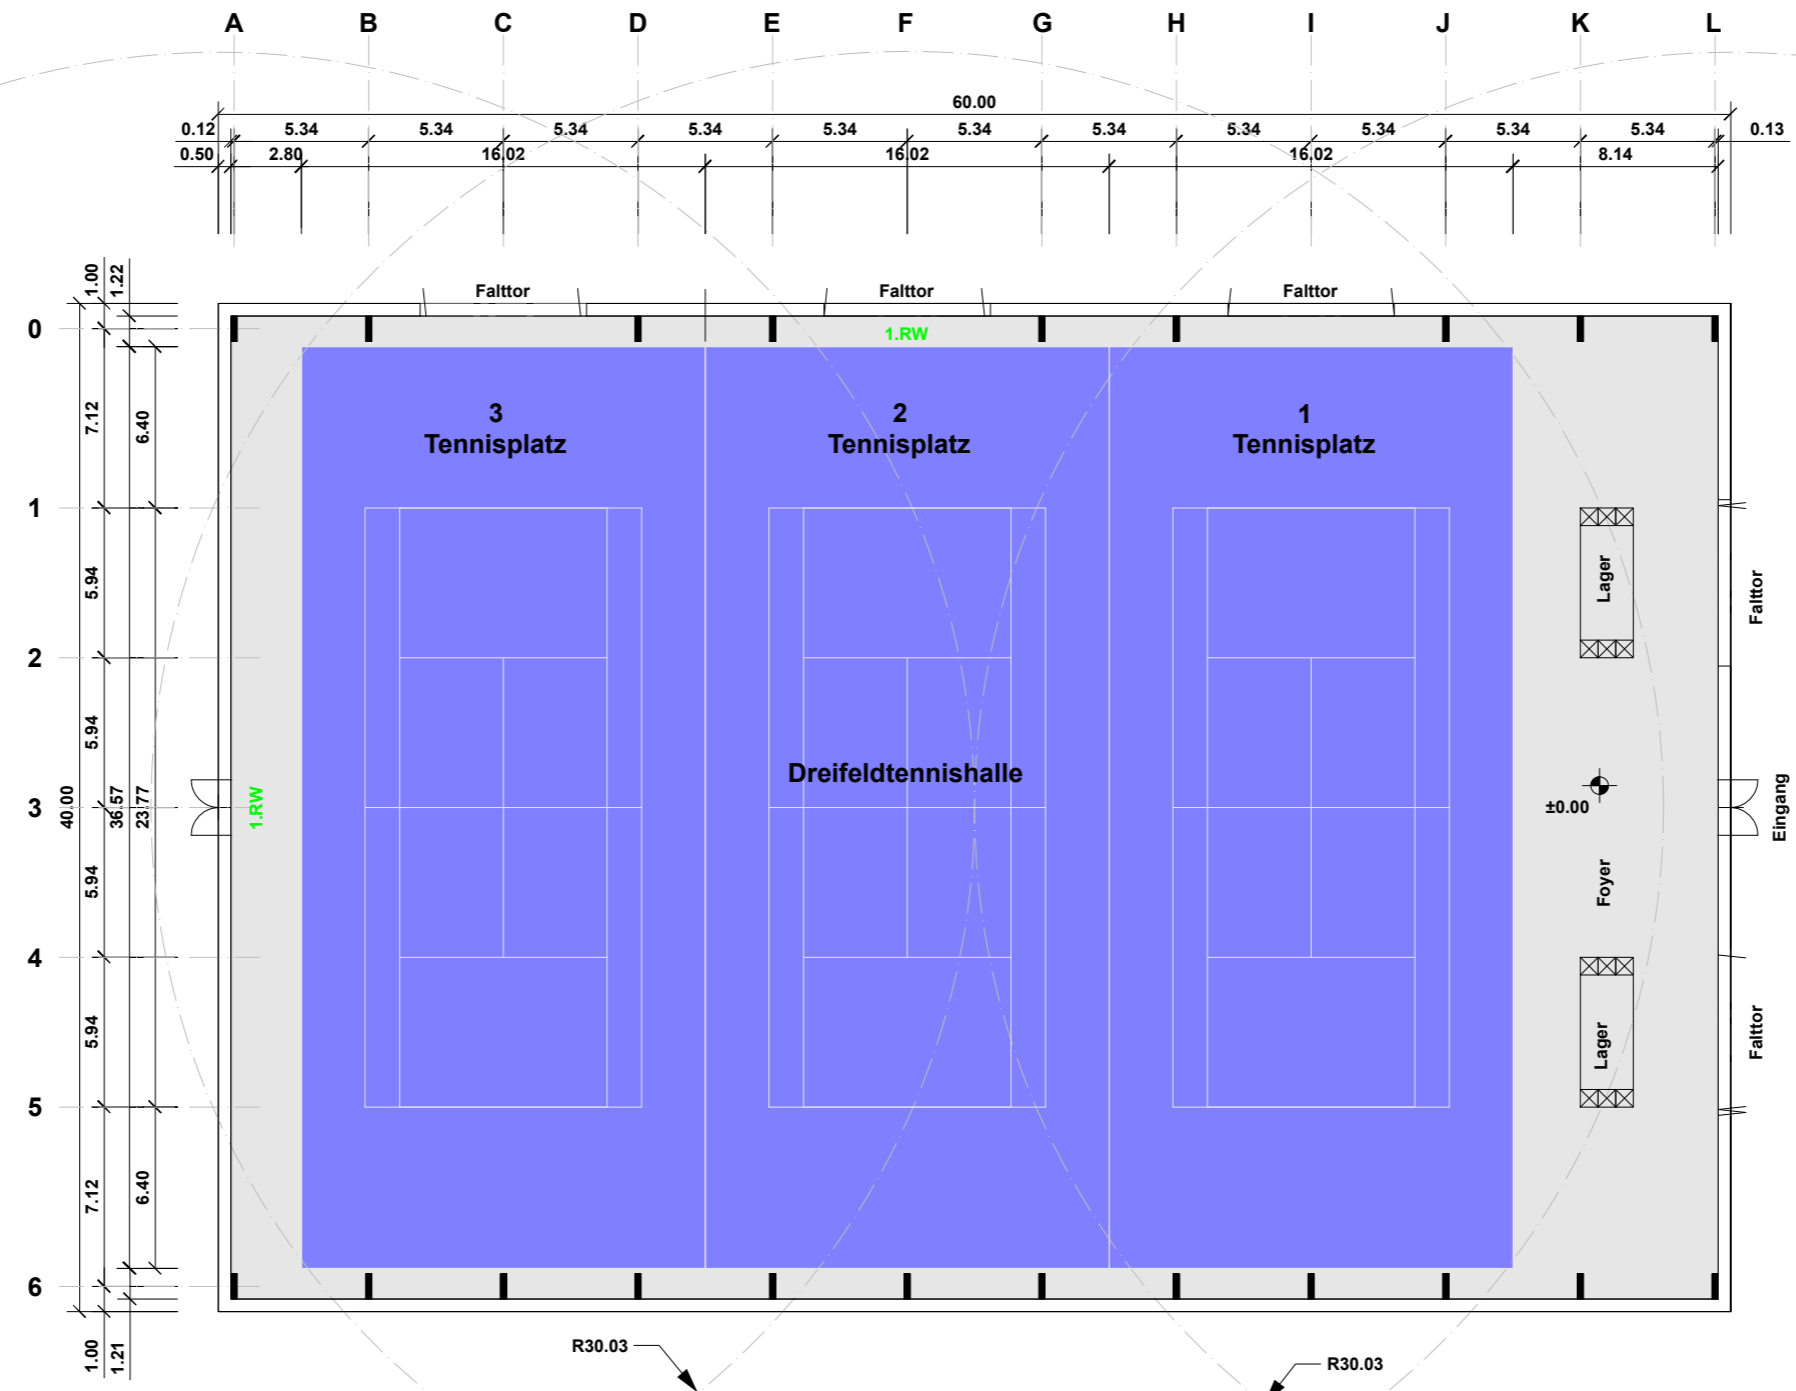 A B C D E F G H I J K L
60.00
0.12 5.34 5.34 5.34 5.34 5.34 5.34 5.34 5.34 5.34 5.34 5.34 0.13
0.50 2.80 16.02 16.02 16.02 8.14
1.00 1.22
Falttor Falttor Falttor
0
1.RW
7.12 6.40
3 2 1
Tennisplatz Tennisplatz Tennisplatz
1
5.94
Lager
Falttor
2
5.94
Dreifeldtennishalle
40.00 36.57 23.77
3
1.RW
±0.00
Eingang
5.94
Foyer
4
5.94
Lager
Falttor
5
7.12 6.40
6
1.00 1.21
R30.03
R30.03